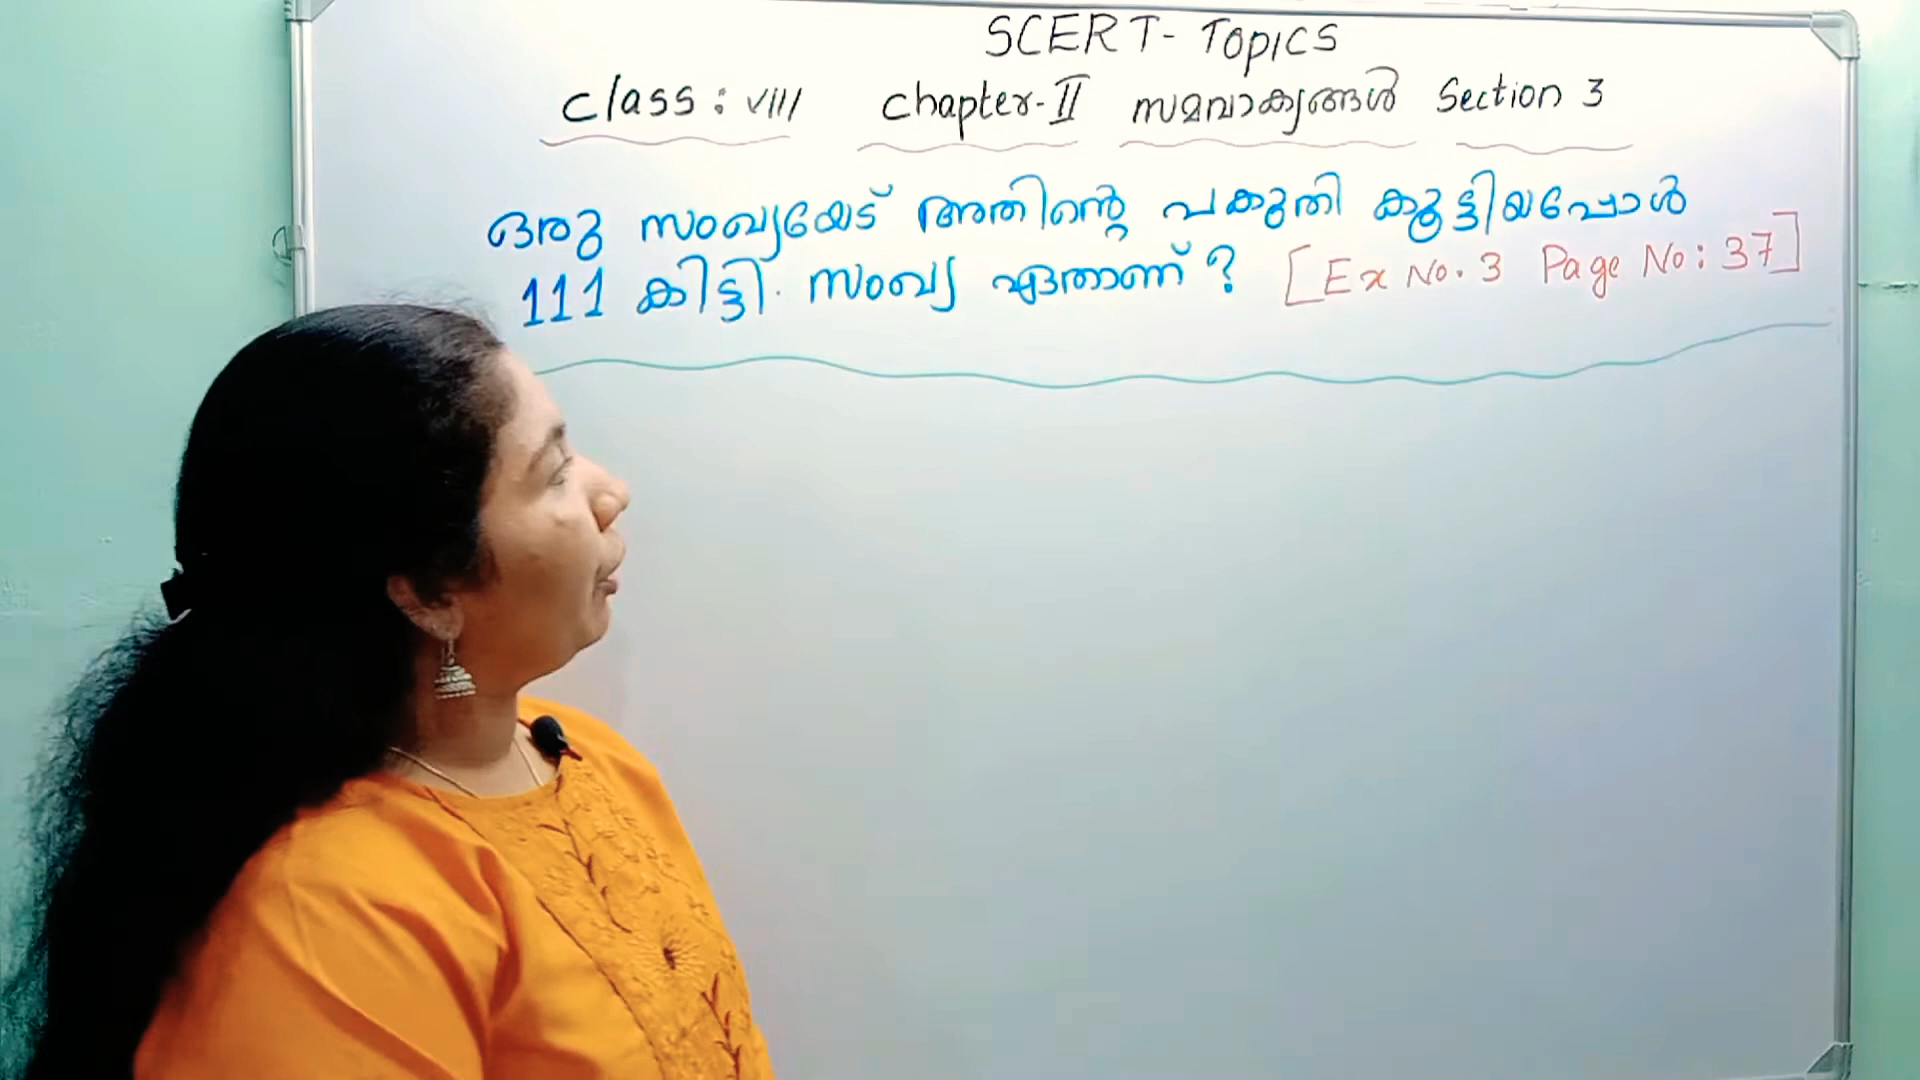 SCERT - TOPICS
Class : VIII Chapter - II സമവാക്യങ്ങൾ Section 3
ഒരു സംഖ്യയേട് അതിന്റെ പകുതി കൂട്ടിയപ്പോൾ
111 കിട്ടി. സംഖ്യ ഏതാണ് ? [Ex No. 3 Page No: 37]